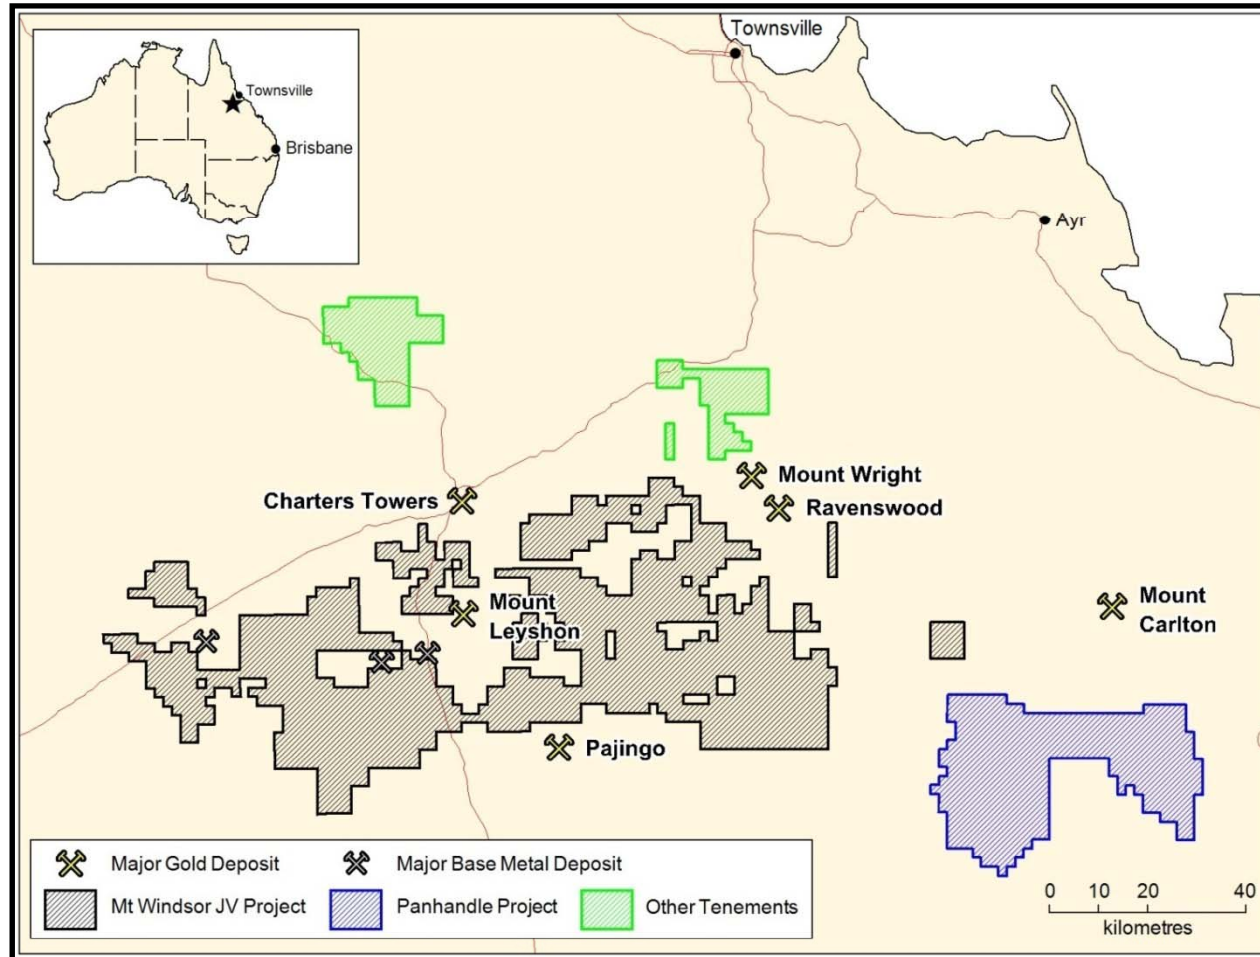 Townsville
Townsville
Brisbane
Ayr
Mount Wright
Charters Towers
Ravenswood
Mount
Leyshon
Mount
Carlton
Pajingo
Major Gold Deposit
Major Base Metal Deposit
Mt Windsor JV Project
Panhandle Project
Other Tenements
0 10 20 40
kilometres